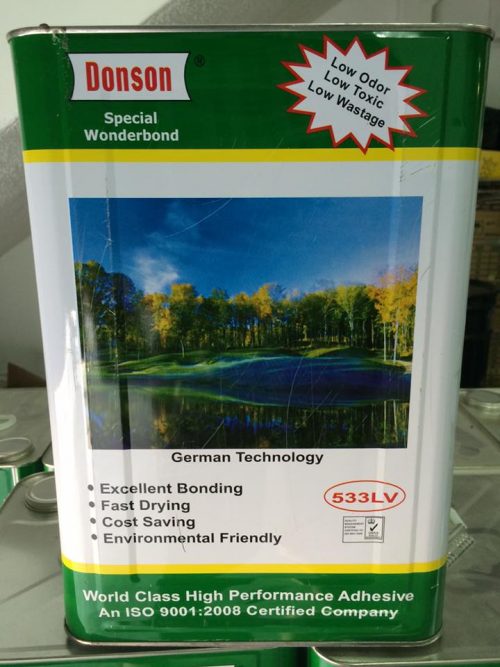 Donson ®
Special
Wonderbond
Low Odor
Low Toxic
Low Wastage
German Technology
• Excellent Bonding
• Fast Drying
• Cost Saving
• Environmental Friendly
533LV
World Class High Performance Adhesive
An ISO 9001:2008 Certified Company